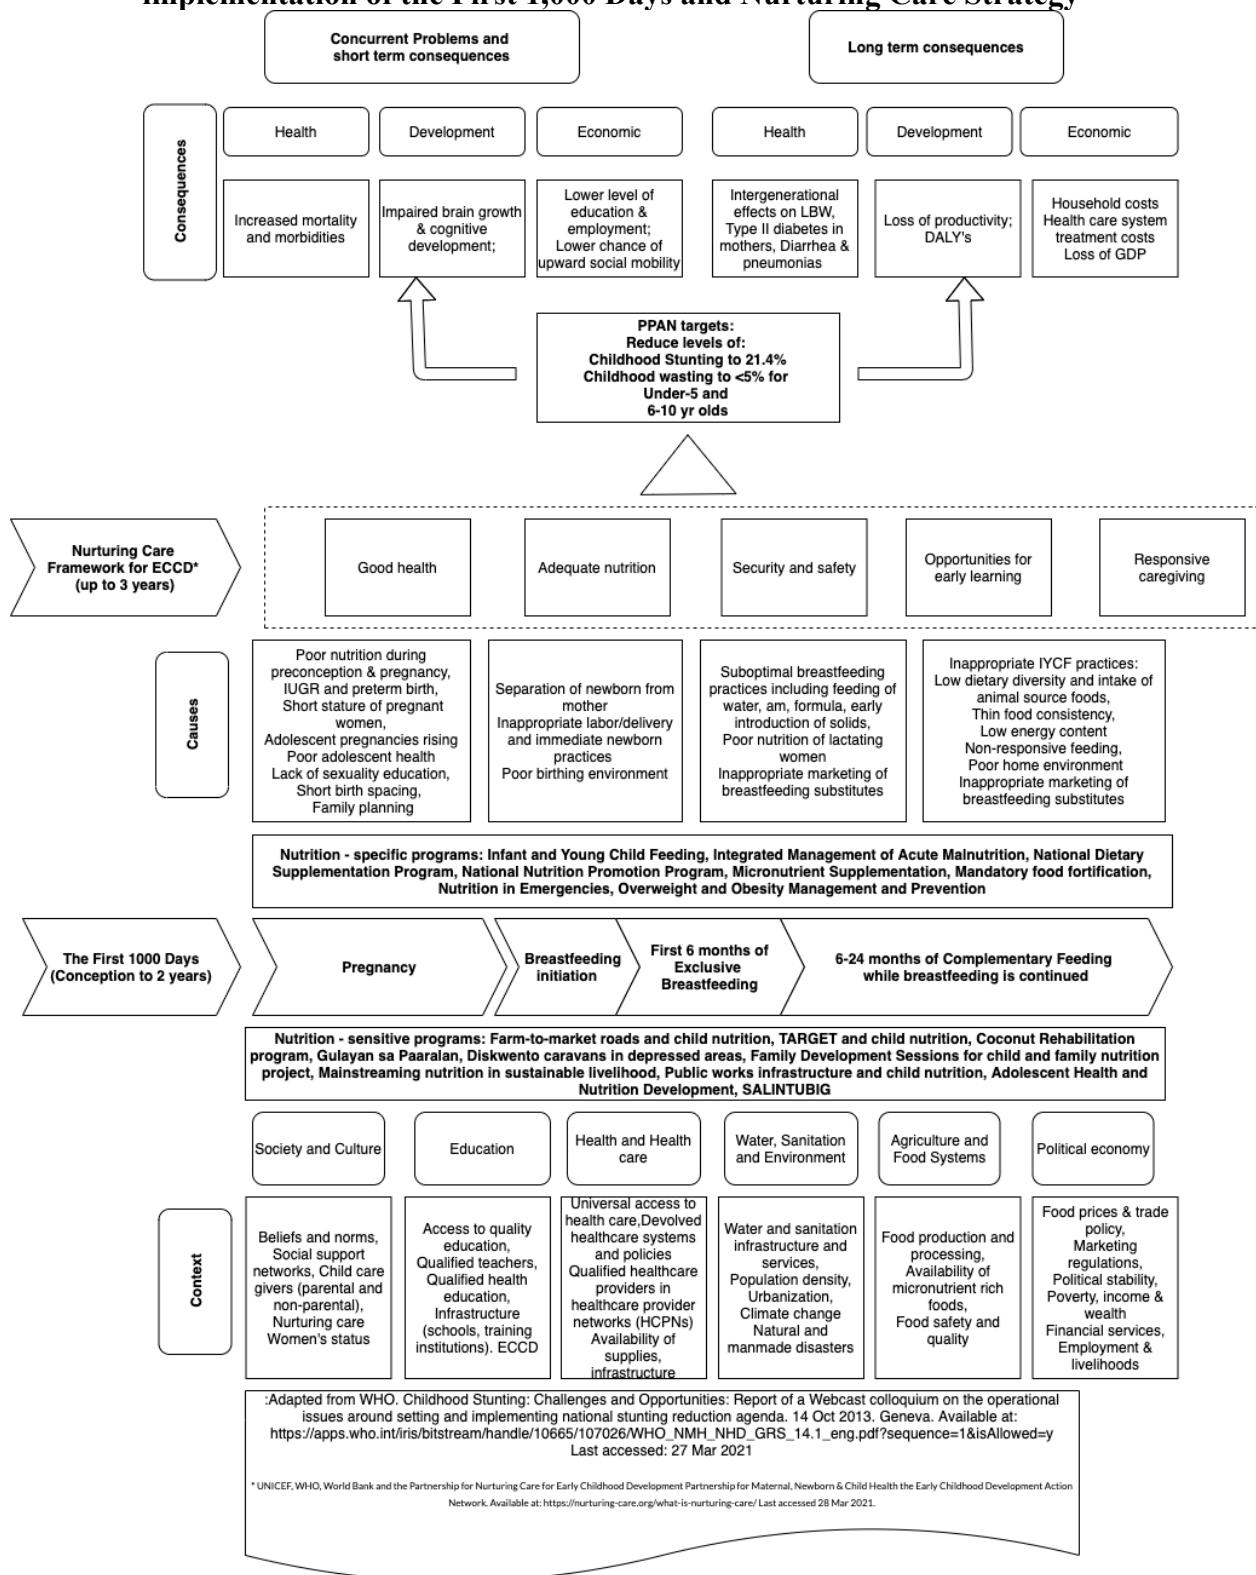 Implementation of the First 1,000 Days and Nurturing Care Strategy
Concurrent Problems and
short term consequences
Long term consequences
Consequences
Health
Development
Economic
Health
Development
Economic
Increased mortality
and morbidities
Impaired brain growth
& cognitive
development;
Lower level of
education &
employment;
Lower chance of
upward social mobility
Intergenerational
effects on LBW,
Type II diabetes in
mothers, Diarrhea &
pneumonias
Loss of productivity;
DALY's
Household costs
Health care system
treatment costs
Loss of GDP
PPAN targets:
Reduce levels of:
Childhood Stunting to 21.4%
Childhood wasting to <5% for
Under-5 and
6-10 yr olds
Nurturing Care
Framework for ECCD*
(up to 3 years)
Good health
Adequate nutrition
Security and safety
Opportunities for
early learning
Responsive
caregiving
Causes
Poor nutrition during
preconception & pregnancy,
IUGR and preterm birth,
Short stature of pregnant
women,
Adolescent pregnancies rising
Poor adolescent health
Lack of sexuality education,
Short birth spacing,
Family planning
Separation of newborn from
mother
Inappropriate labor/delivery
and immediate newborn
practices
Poor birthing environment
Suboptimal breastfeeding
practices including feeding of
water, am, formula, early
introduction of solids,
Poor nutrition of lactating
women
Inappropriate marketing of
breastfeeding substitutes
Inappropriate IYCF practices:
Low dietary diversity and intake of
animal source foods,
Thin food consistency,
Low energy content
Non-responsive feeding,
Poor home environment
Inappropriate marketing of
breastfeeding substitutes
Nutrition - specific programs: Infant and Young Child Feeding, Integrated Management of Acute Malnutrition, National Dietary
Supplementation Program, National Nutrition Promotion Program, Micronutrient Supplementation, Mandatory food fortification,
Nutrition in Emergencies, Overweight and Obesity Management and Prevention
The First 1000 Days
(Conception to 2 years)
Pregnancy
Breastfeeding
initiation
First 6 months of
Exclusive
Breastfeeding
6-24 months of Complementary Feeding
while breastfeeding is continued
Nutrition - sensitive programs: Farm-to-market roads and child nutrition, TARGET and child nutrition, Coconut Rehabilitation
program, Gulayan sa Paaralan, Diskwento caravans in depressed areas, Family Development Sessions for child and family nutrition
project, Mainstreaming nutrition in sustainable livelihood, Public works infrastructure and child nutrition, Adolescent Health and
Nutrition Development, SALINTUBIG
Society and Culture
Education
Health and Health
care
Water, Sanitation
and Environment
Agriculture and
Food Systems
Political economy
Context
Beliefs and norms,
Social support
networks, Child care
givers (parental and
non-parental),
Nurturing care
Women's status
Access to quality
education,
Qualified teachers,
Qualified health
education,
Infrastructure
(schools, training
institutions). ECCD
Universal access to
health care,Devolved
healthcare systems
and policies
Qualified healthcare
providers in
healthcare provider
networks (HCPNs)
Availability of
supplies,
infrastructure
Water and sanitation
infrastructure and
services,
Population density,
Urbanization,
Climate change
Natural and
manmade disasters
Food production and
processing,
Availability of
micronutrient rich
foods,
Food safety and
quality
Food prices & trade
policy,
Marketing
regulations,
Political stability,
Poverty, income &
wealth
Financial services,
Employment &
livelihoods
:Adapted from WHO. Childhood Stunting: Challenges and Opportunities: Report of a Webcast colloquium on the operational
issues around setting and implementing national stunting reduction agenda. 14 Oct 2013. Geneva. Available at:
https://apps.who.int/iris/bitstream/handle/10665/107026/WHO_NMH_NHD_GRS_14.1_eng.pdf?sequence=1&isAllowed=y
Last accessed: 27 Mar 2021
* UNICEF, WHO, World Bank and the Partnership for Nurturing Care for Early Childhood Development Partnership for Maternal, Newborn & Child Health the Early Childhood Development Action
Network. Available at: https://nurturing-care.org/what-is-nurturing-care/ Last accessed 28 Mar 2021.